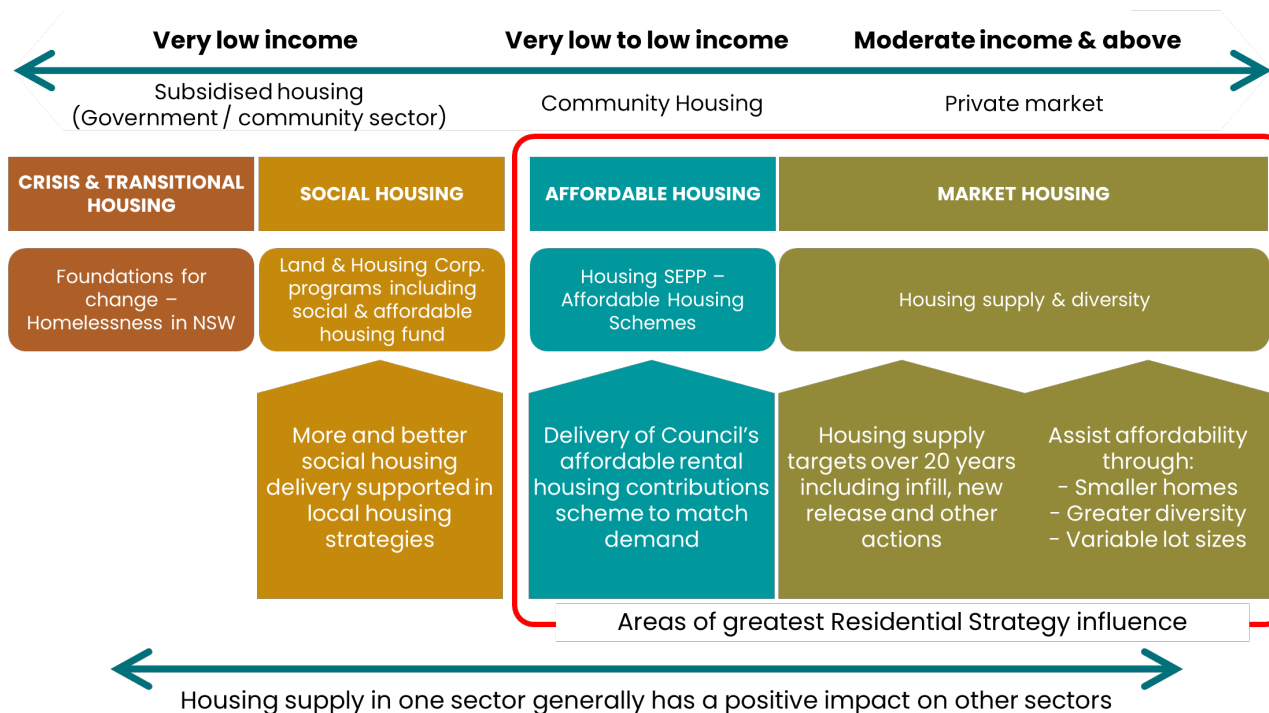 Very low income
Very low to low income
Moderate income & above
Subsidised housing
(Government / community sector)
Community Housing
Private market
CRISIS & TRANSITIONAL
HOUSING
SOCIAL HOUSING
AFFORDABLE HOUSING
MARKET HOUSING
Foundations for
change –
Homelessness in NSW
Land & Housing Corp.
programs including
social & affordable
housing fund
Housing SEPP –
Affordable Housing
Schemes
Housing supply & diversity
More and better
social housing
delivery supported in
local housing
strategies
Delivery of Council's
affordable rental
housing contributions
scheme to match
demand
Housing supply
targets over 20 years
including infill, new
release and other
actions
Assist affordability
through:
- Smaller homes
- Greater diversity
- Variable lot sizes
Areas of greatest Residential Strategy influence
Housing supply in one sector generally has a positive impact on other sectors